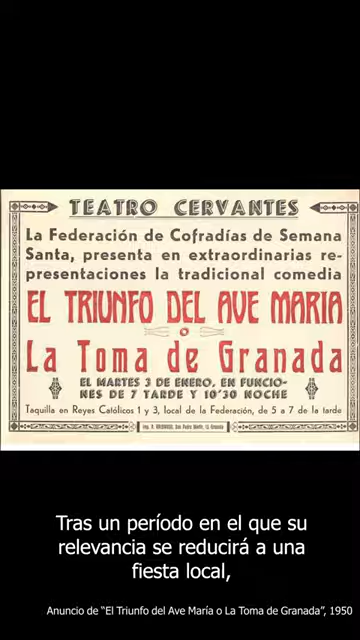 TEATRO CERVANTES
La Federación de Cofradías de Semana
Santa, presenta en extraordinarias re-
presentaciones la tradicional comedia
EL TRIUNFO DEL AVE MARIA
o
La Toma de Granada
EL MARTES 3 DE ENERO, EN FUNCIO-
NES DE 7 TARDE Y 10'30 NOCHE
Taquilla en Reyes Católicos 1 y 3, local de la Federación, de 5 a 7 de la tarde
Tras un período en el que su
relevancia se reducirá a una
fiesta local,
Anuncio de “El Triunfo del Ave María o La Toma de Granada”, 1950